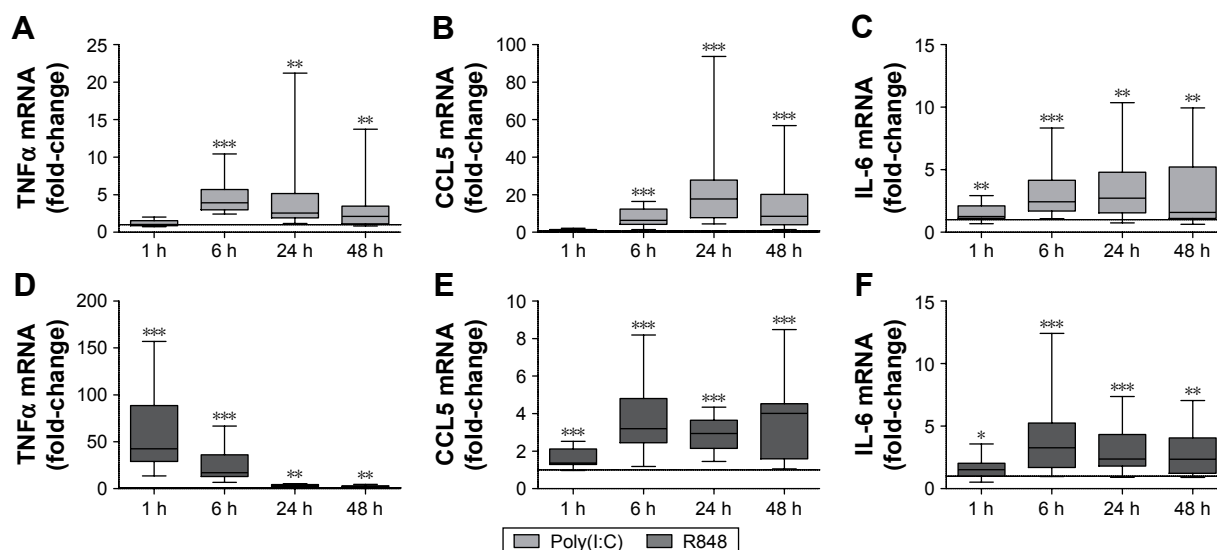 A
TNFα mRNA
(fold-change)
25
20
15
10
5
0
**
***
**
1 h 6 h 24 h 48 h
B
CCL5 mRNA
(fold-change)
100
80
60
40
20
0
***
***
***
1 h 6 h 24 h 48 h
C
IL-6 mRNA
(fold-change)
15
10
5
0
**
***
**
**
1 h 6 h 24 h 48 h
D
TNFα mRNA
(fold-change)
200
150
100
50
0
***
***
**
**
1 h 6 h 24 h 48 h
E
CCL5 mRNA
(fold-change)
10
8
6
4
2
0
***
***
***
***
1 h 6 h 24 h 48 h
F
IL-6 mRNA
(fold-change)
15
10
5
0
*
***
***
**
1 h 6 h 24 h 48 h
Poly(I:C) R848